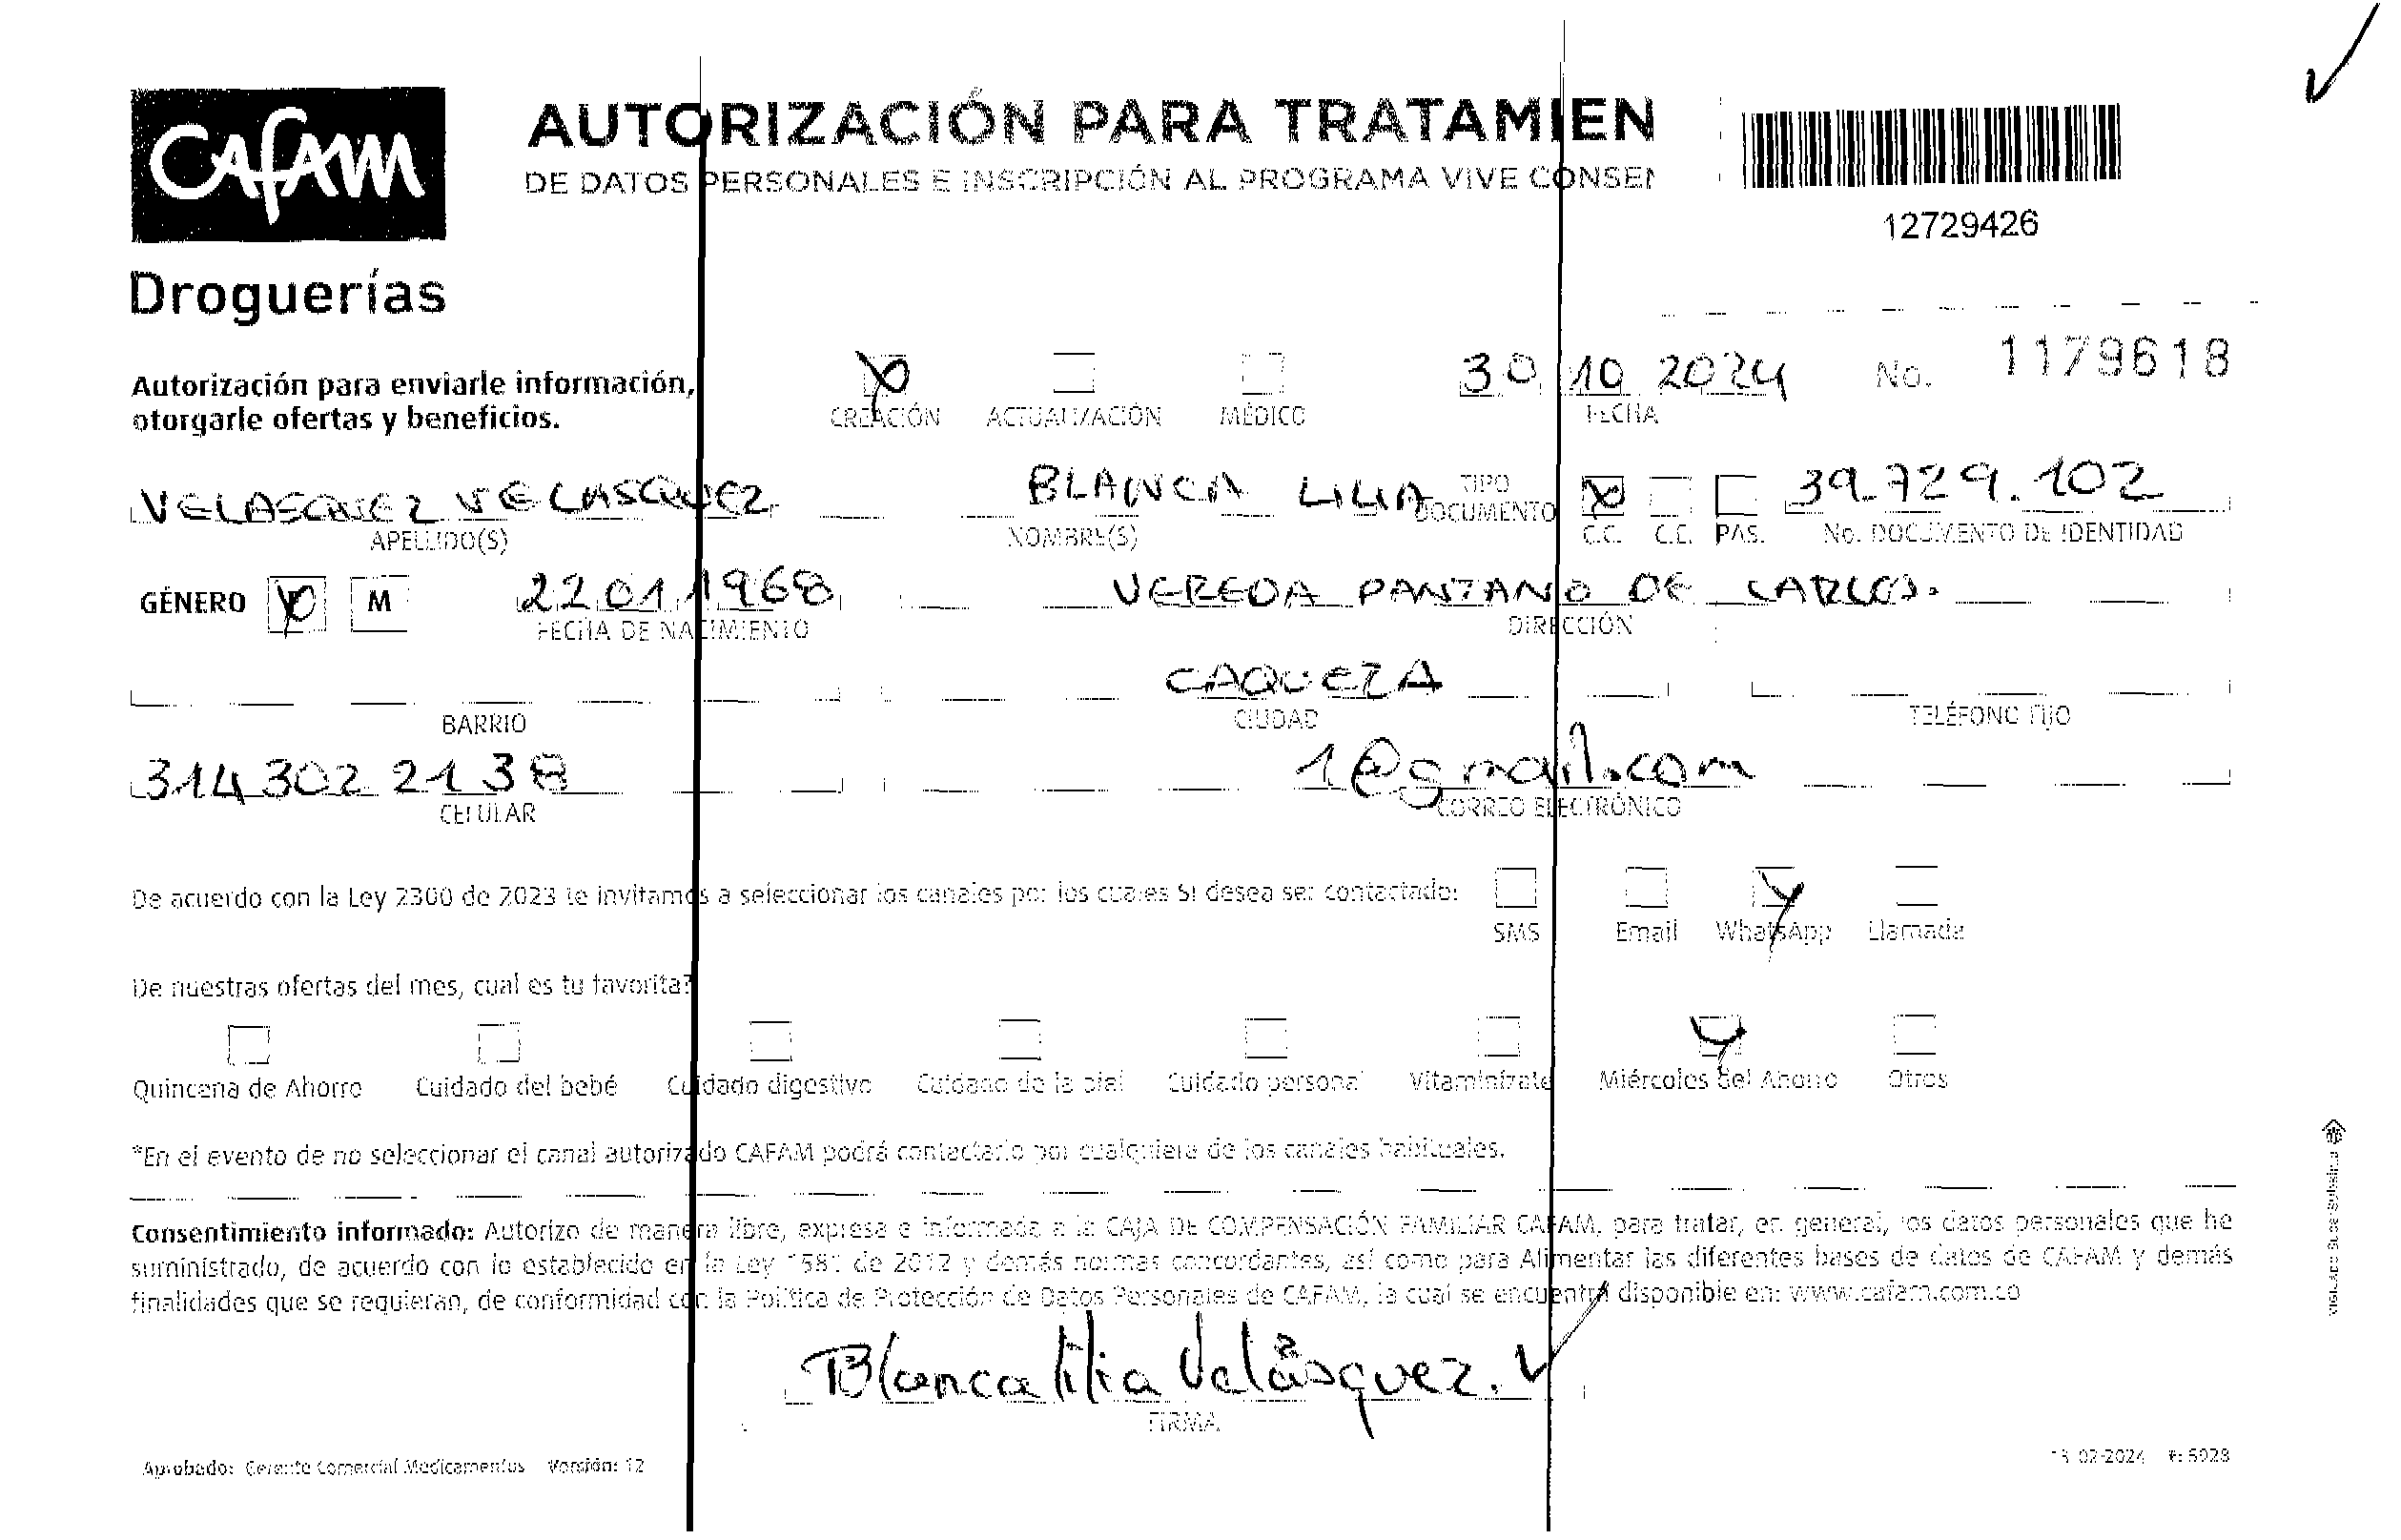 CAFAM
Droguerías
AUTORIZACIÓN PARA TRATAMIEN
DE DATOS PERSONALES E INSCRIPCIÓN AL PROGRAMA VIVE CONSEN
12729426
Autorización para enviarle información,
otorgarle ofertas y beneficios.
CREACIÓN ACTUALIZACIÓN MÉDICO
30 10 2024
FECHA
No. 1179618
VELASQUEZ VELASQUEZ
APELLIDO(S)
BLANCA LILIA
NOMBRE(S)
TIPO
DOCUMENTO
C.C. C.E. PAS.
39.729.102
No. DOCUMENTO DE IDENTIDAD
GÉNERO M
22 01 1968
FECHA DE NACIMIENTO
VEREDA PANTANO DE CARLOS.
DIRECCIÓN
BARRIO
CAQUEZA
CIUDAD
TELÉFONO FIJO
314 302 2138
CELULAR
1@gmail.com
CORREO ELECTRÓNICO
De acuerdo con la Ley 2300 de 2023 te invitamos a seleccionar los canales por los cuales SI desea ser contactado:
SMS Email WhatsApp Llamada
De nuestras ofertas del mes, cual es tu favorita?
Quincena de Ahorro Cuidado del bebé Cuidado digestivo Cuidado de la piel Cuidado personal Vitaminízate Miércoles del Ahorro Otros
*En el evento de no seleccionar el canal autorizado CAFAM podrá contactarlo por cualquiera de los canales habituales.
Consentimiento informado: Autorizo de manera libre, expresa e informada a la CAJA DE COMPENSACIÓN FAMILIAR CAFAM, para tratar, en general, los datos personales que he
suministrado, de acuerdo con lo establecido en la Ley 1581 de 2012 y demás normas concordantes, así como para Alimentar las diferentes bases de datos de CAFAM y demás
finalidades que se requieran, de conformidad con la Política de Protección de Datos Personales de CAFAM, la cual se encuentra disponible en: www.cafam.com.co
Blanca lilia Velásquez. V
FIRMA
Aprobado: Gerente Comercial Medicamentos Versión: 12
02-2024
VIGILADO